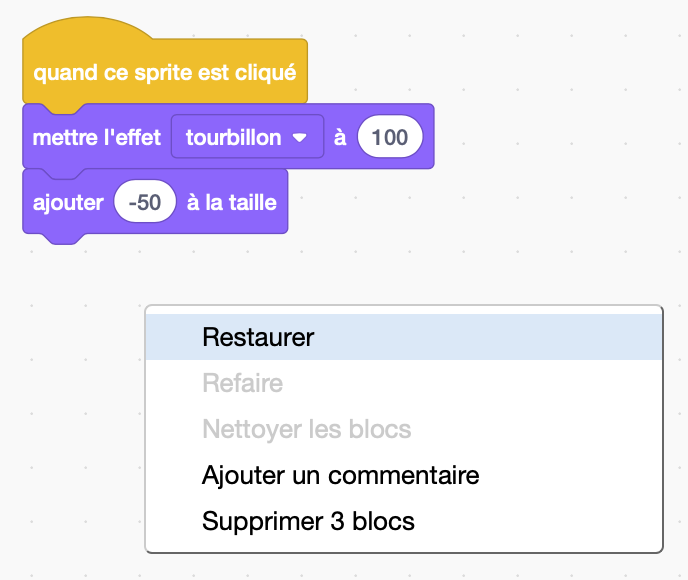 quand ce sprite est cliqué
mettre l'effet tourbillon à 100
ajouter -50 à la taille
Restaurer
Refaire
Nettoyer les blocs
Ajouter un commentaire
Supprimer 3 blocs